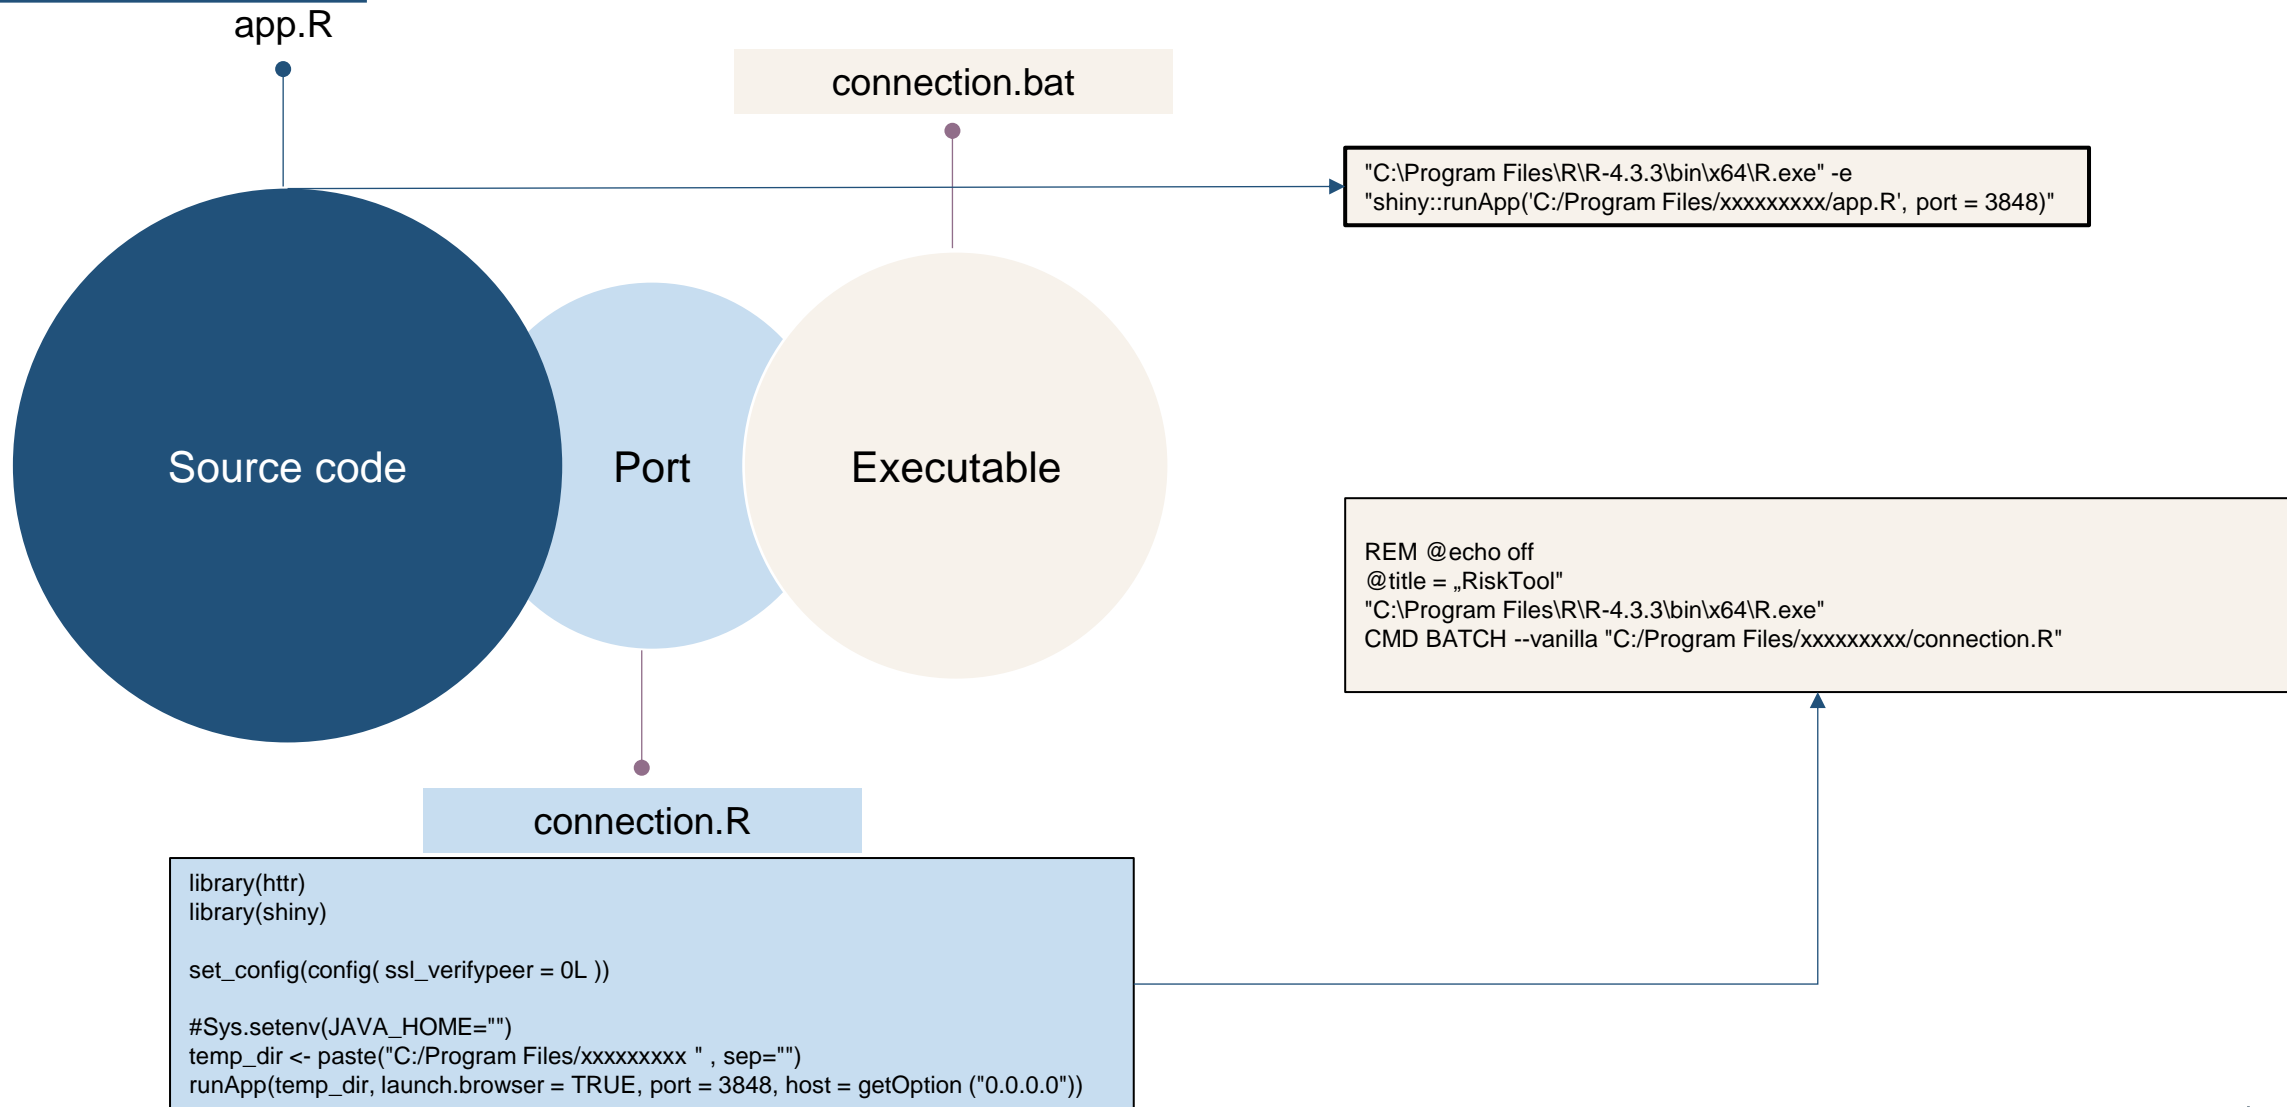 app.R
connection.bat
"C:\Program Files\R\R-4.3.3\bin\x64\R.exe" -e
"shiny::runApp('C:/Program Files/xxxxxxxxx/app.R', port = 3848)"
Source code
Port
Executable
REM @echo off
@title = „RiskTool"
"C:\Program Files\R\R-4.3.3\bin\x64\R.exe"
CMD BATCH --vanilla "C:/Program Files/xxxxxxxxx/connection.R"
connection.R
library(httr)
library(shiny)
set_config(config( ssl_verifypeer = 0L ))
#Sys.setenv(JAVA_HOME="")
temp_dir <- paste("C:/Program Files/xxxxxxxxx " , sep="")
runApp(temp_dir, launch.browser = TRUE, port = 3848, host = getOption ("0.0.0.0"))